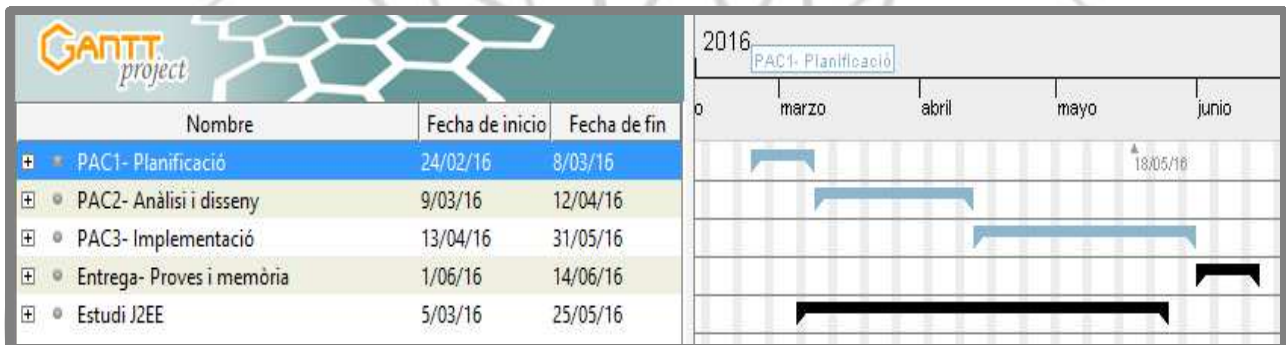 GANTT
project
2016
PAC1- Planificació
o marzo abril mayo junio
Nombre Fecha de inicio Fecha de fin
PAC1- Planificació 24/02/16 8/03/16
18/05/16
PAC2- Anàlisi i disseny 9/03/16 12/04/16
PAC3- Implementació 13/04/16 31/05/16
Entrega- Proves i memòria 1/06/16 14/06/16
Estudi J2EE 5/03/16 25/05/16